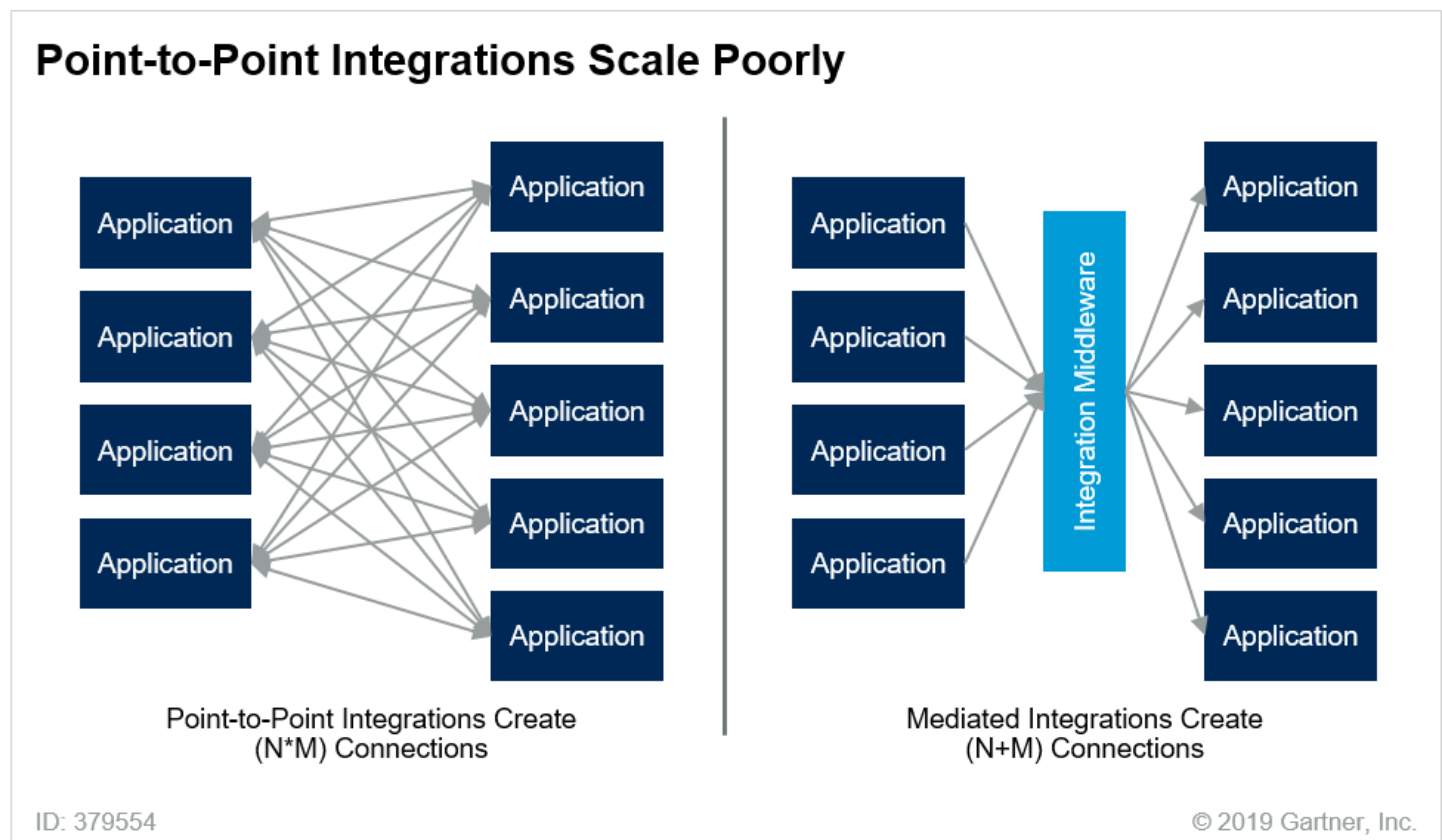 Point-to-Point Integrations Scale Poorly
Application
Application
Application
Application
Application
Application
Application
Application
Application
Point-to-Point Integrations Create
(N*M) Connections
Application
Application
Application
Application
Integration Middleware
Application
Application
Application
Application
Application
Mediated Integrations Create
(N+M) Connections
ID: 379554
© 2019 Gartner, Inc.